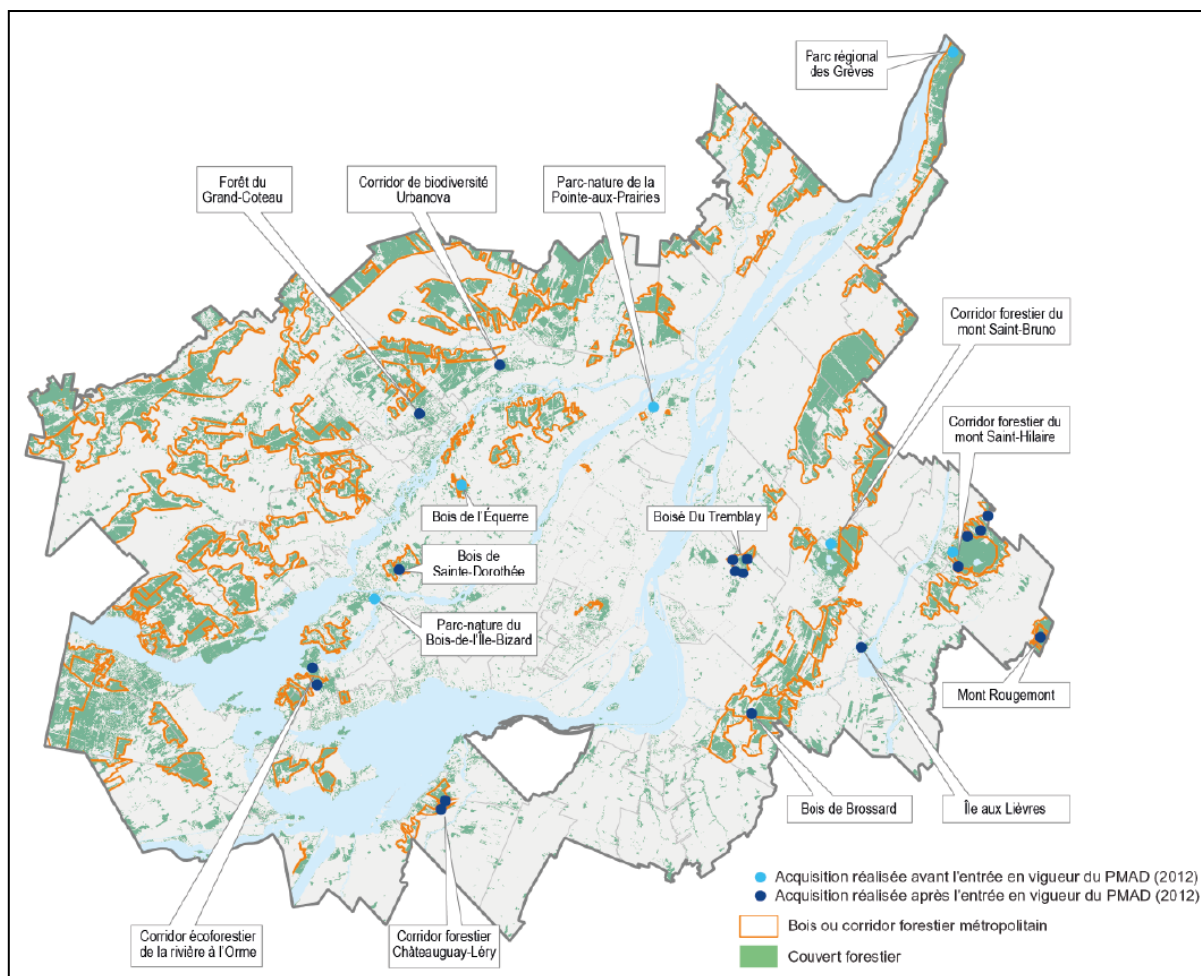 Parc régional
des Grèves
Forêt du
Grand-Coteau
Corridor de biodiversité
Urbanova
Parc-nature de la
Pointe-aux-Prairies
Corridor forestier du
mont Saint-Bruno
Corridor forestier du
mont Saint-Hilaire
Bois de l'Équerre
Boisé Du Tremblay
Bois de
Sainte-Dorothée
Parc-nature du
Bois-de-l'Île-Bizard
Mont Rougemont
Bois de Brossard
Île aux Lièvres
Corridor écoforestier
de la rivière à l'Orme
Corridor forestier
Châteauguay-Léry
Acquisition réalisée avant l'entrée en vigueur du PMAD (2012)
Acquisition réalisée après l'entrée en vigueur du PMAD (2012)
Bois ou corridor forestier métropolitain
Couvert forestier